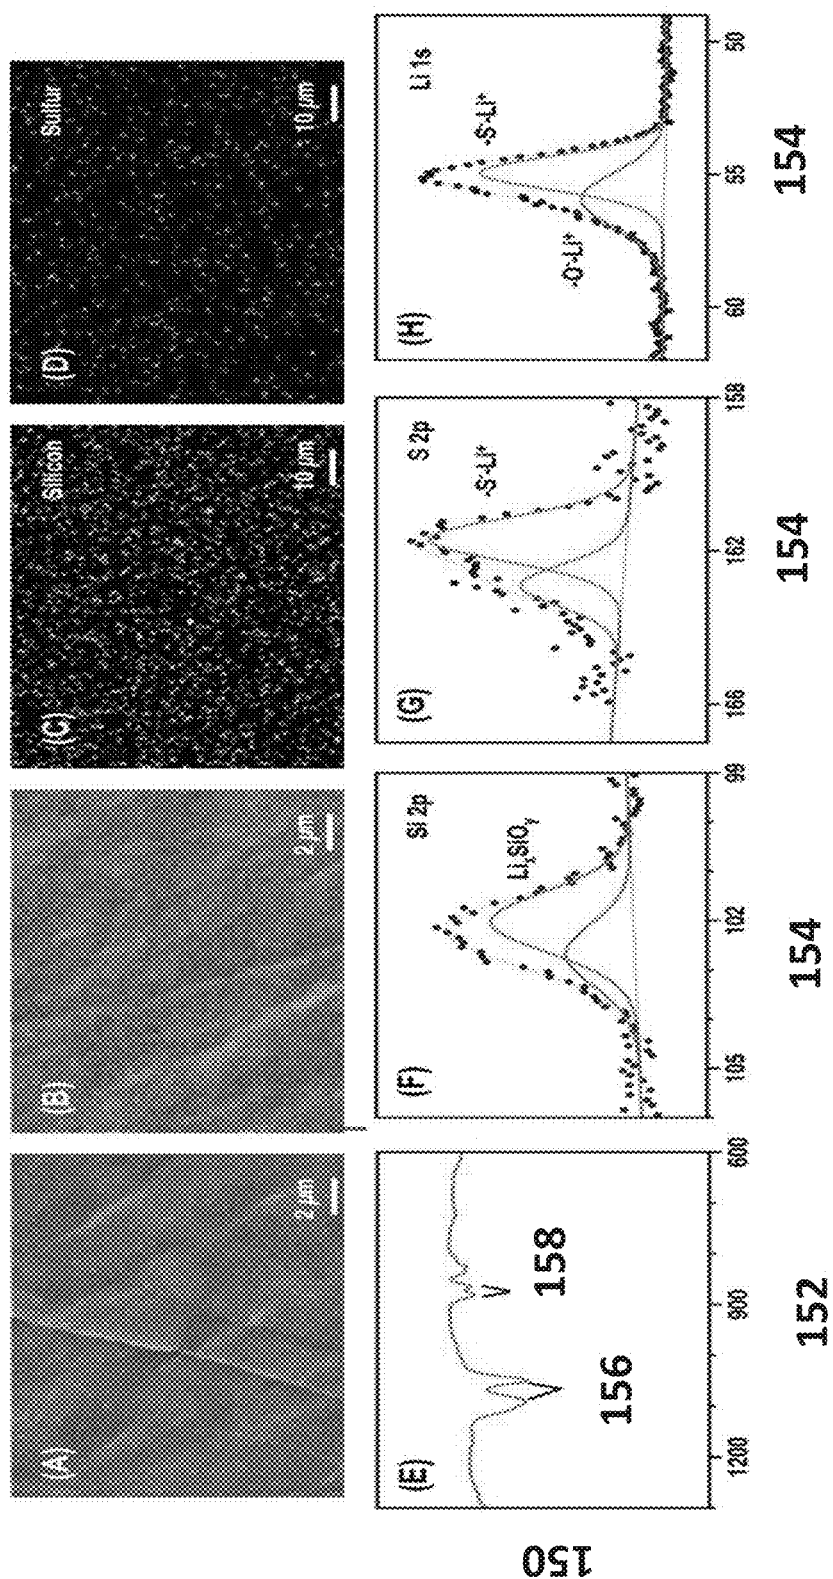 (A)
2 µm
(B)
2 µm
(C)
Silicon
10 µm
(D)
Sulfur
10 µm
150
(E)
156
158
1200
900
600
152
(F)
Si 2p
LiₓSiOᵧ
105
102
99
154
(G)
S 2p
-S⁻Li⁺
166
162
158
154
(H)
Li 1s
-O⁻Li⁺
-S⁻Li⁺
60
55
50
154